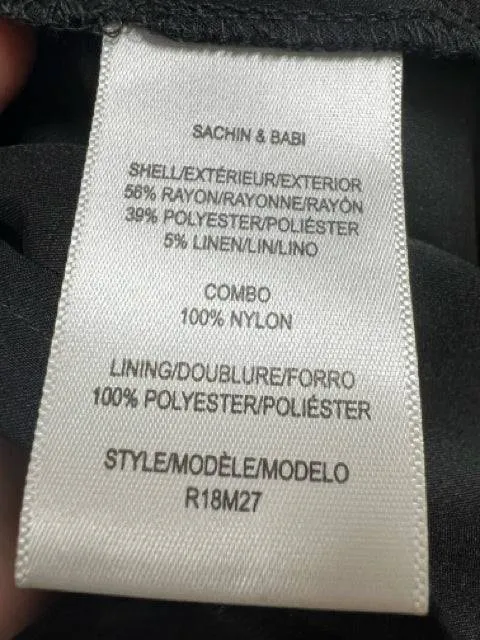 SACHIN & BABI
SHELL/EXTÉRIEUR/EXTERIOR
56% RAYON/RAYONNE/RAYÓN
39% POLYESTER/POLIÉSTER
5% LINEN/LIN/LINO
COMBO
100% NYLON
LINING/DOUBLURE/FORRO
100% POLYESTER/POLIÉSTER
STYLE/MODÈLE/MODELO
R18M27